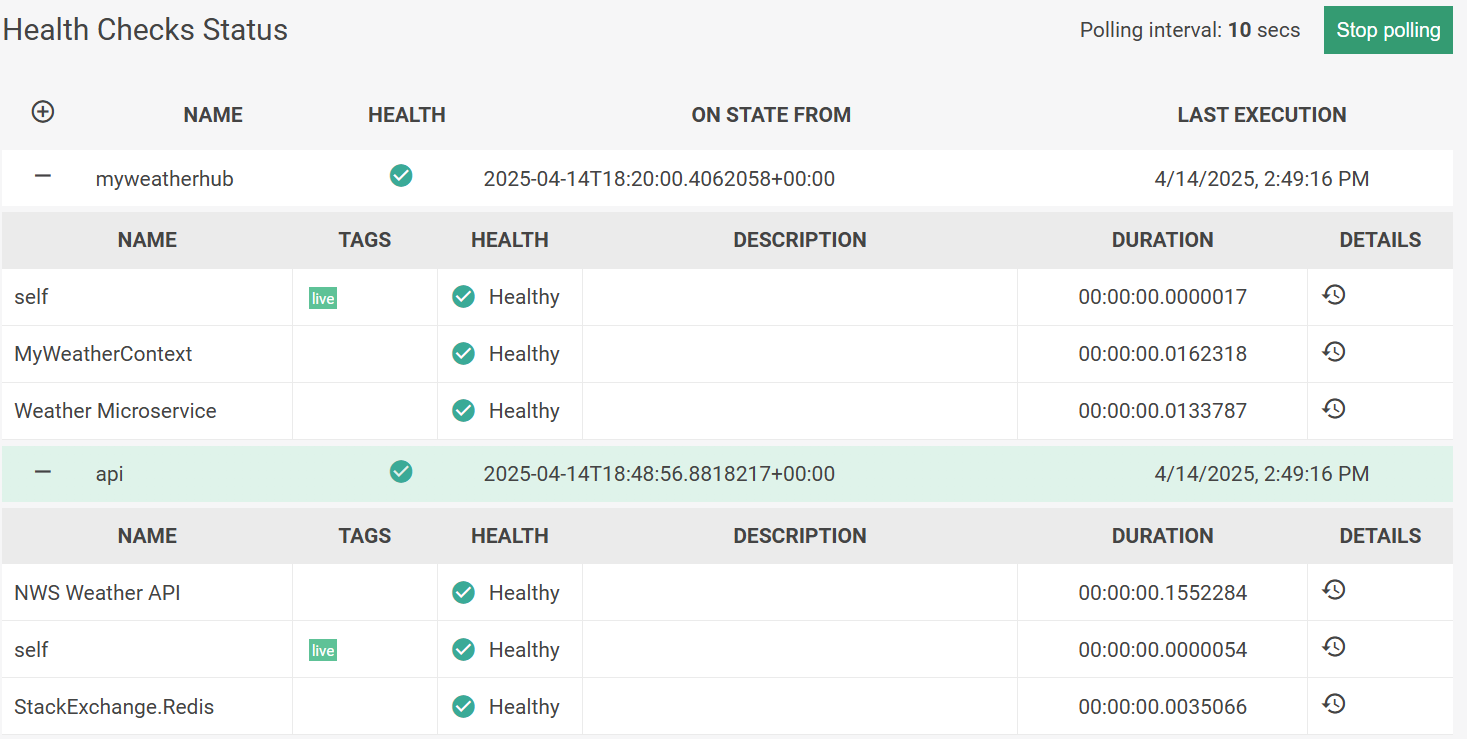 Health Checks Status
Polling interval: 10 secs
Stop polling
NAME HEALTH ON STATE FROM LAST EXECUTION
myweatherhub 2025-04-14T18:20:00.4062058+00:00 4/14/2025, 2:49:16 PM
NAME TAGS HEALTH DESCRIPTION DURATION DETAILS
self live Healthy 00:00:00.0000017
MyWeatherContext Healthy 00:00:00.0162318
Weather Microservice Healthy 00:00:00.0133787
api 2025-04-14T18:48:56.8818217+00:00 4/14/2025, 2:49:16 PM
NAME TAGS HEALTH DESCRIPTION DURATION DETAILS
NWS Weather API Healthy 00:00:00.1552284
self live Healthy 00:00:00.0000054
StackExchange.Redis Healthy 00:00:00.0035066